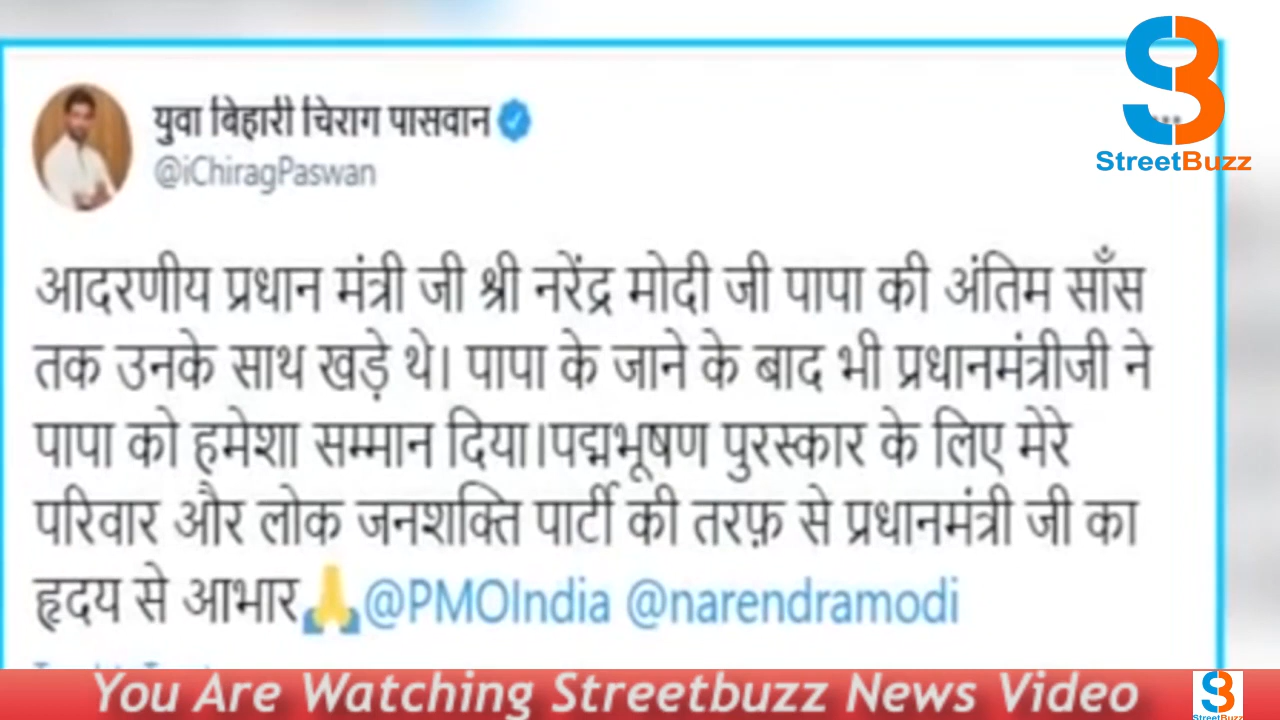 StreetBuzz
युवा बिहारी चिराग पासवान
@iChiragPaswan
आदरणीय प्रधान मंत्री जी श्री नरेंद्र मोदी जी पापा की अंतिम साँस
तक उनके साथ खड़े थे। पापा के जाने के बाद भी प्रधानमंत्रीजी ने
पापा को हमेशा सम्मान दिया।पद्मभूषण पुरस्कार के लिए मेरे
परिवार और लोक जनशक्ति पार्टी की तरफ़ से प्रधानमंत्री जी का
हृदय से आभार🙏@PMOIndia @narendramodi
You Are Watching Streetbuzz News Video
StreetBuzz